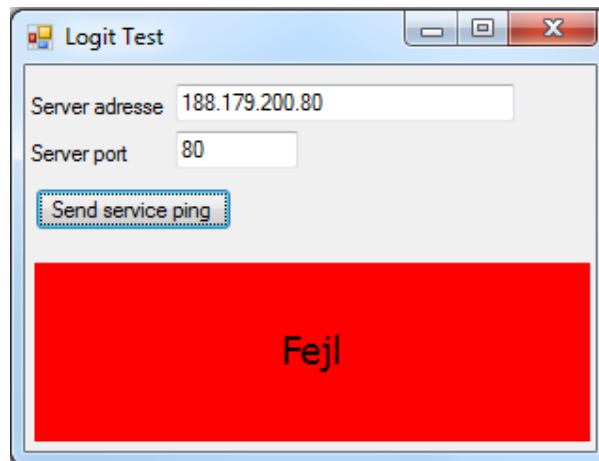 Logit Test
Server adresse 188.179.200.80
Server port 80
Send service ping
Fejl